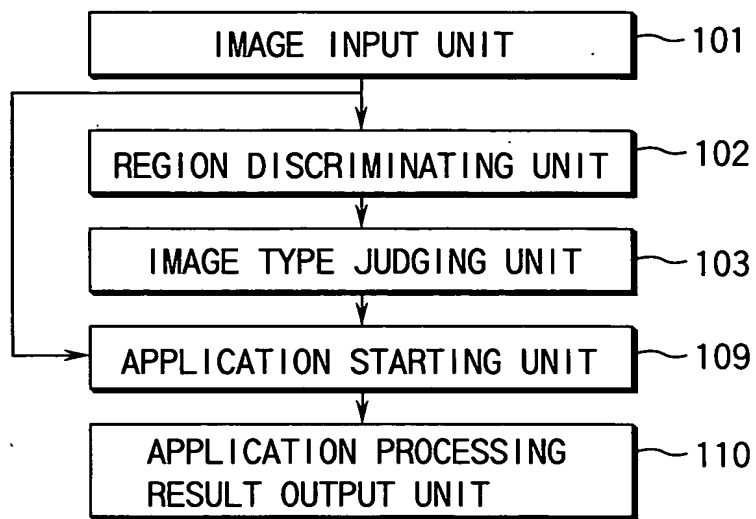 IMAGE INPUT UNIT
101
REGION DISCRIMINATING UNIT
102
IMAGE TYPE JUDGING UNIT
103
APPLICATION STARTING UNIT
109
APPLICATION PROCESSING
RESULT OUTPUT UNIT
110